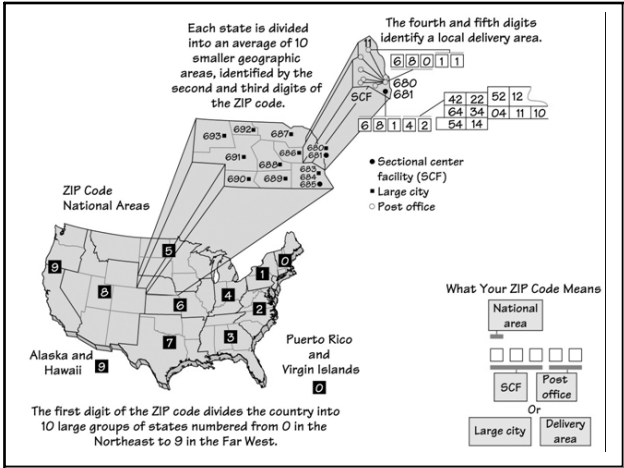 Each state is divided
into an average of 10
smaller geographic
areas, identified by the
second and third digits
of the ZIP code.
The fourth and fifth digits
identify a local delivery area.
11
6 8 0 1 1
680
681
SCF
6 8 1 4 2
42 22 52 12
64 34 04 11 10
54 14
693
692
687
691
686
680
681
688
683
684
685
690
689
Sectional center
facility (SCF)
Large city
Post office
ZIP Code
National Areas
0
1
2
3
4
5
6
7
8
9
Alaska and
Hawaii 9
Puerto Rico
and
Virgin Islands
0
The first digit of the ZIP code divides the country into
10 large groups of states numbered from 0 in the
Northeast to 9 in the Far West.
What Your ZIP Code Means
National
area
SCF
Post
office
Or
Large city
Delivery
area